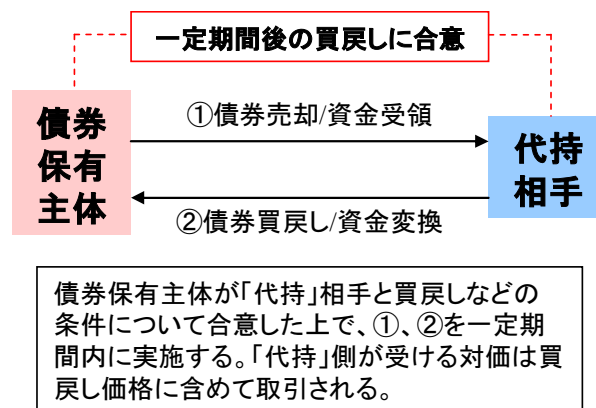 一定期間後の買戻しに合意
債券
保有
主体
①債券売却/資金受領
代持
相手
②債券買戻し/資金変換
債券保有主体が「代持」相手と買戻しなどの
条件について合意した上で、①、②を一定期
間内に実施する。「代持」側が受ける対価は買
戻し価格に含めて取引される。